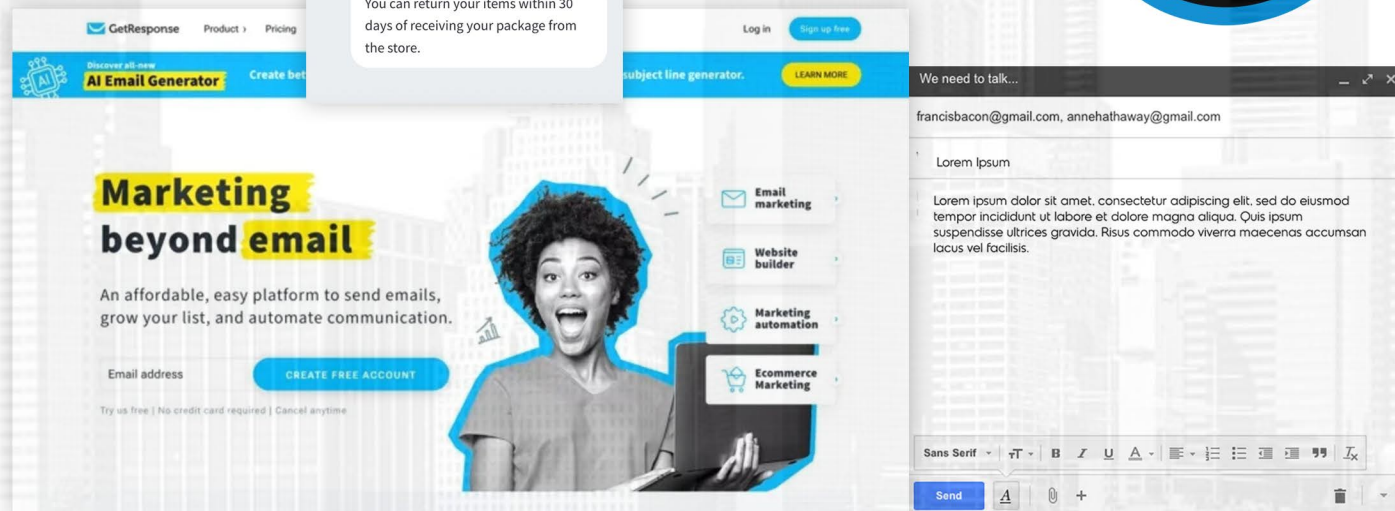 You can return your items within 30
days of receiving your package from
the store.
GetResponse
Product
Pricing
Log in
Sign up free
Discover all-new
AI Email Generator
Create
subject line generator.
LEARN MORE
Marketing
beyond email
An affordable, easy platform to send emails,
grow your list, and automate communication.
Email address
CREATE FREE ACCOUNT
Try us free | No credit card required | Cancel anytime
Email
marketing
Website
builder
Marketing
automation
Ecommerce
Marketing
We need to talk...
francisbacon@gmail.com, annehathaway@gmail.com
Lorem Ipsum
Lorem ipsum dolor sit amet, consectetur adipiscing elit, sed do eiusmod
tempor incididunt ut labore et dolore magna aliqua. Quis ipsum
suspendisse ultrices gravida. Risus commodo viverra maecenas accumsan
lacus vel facilisis.
Sans Serif
Send